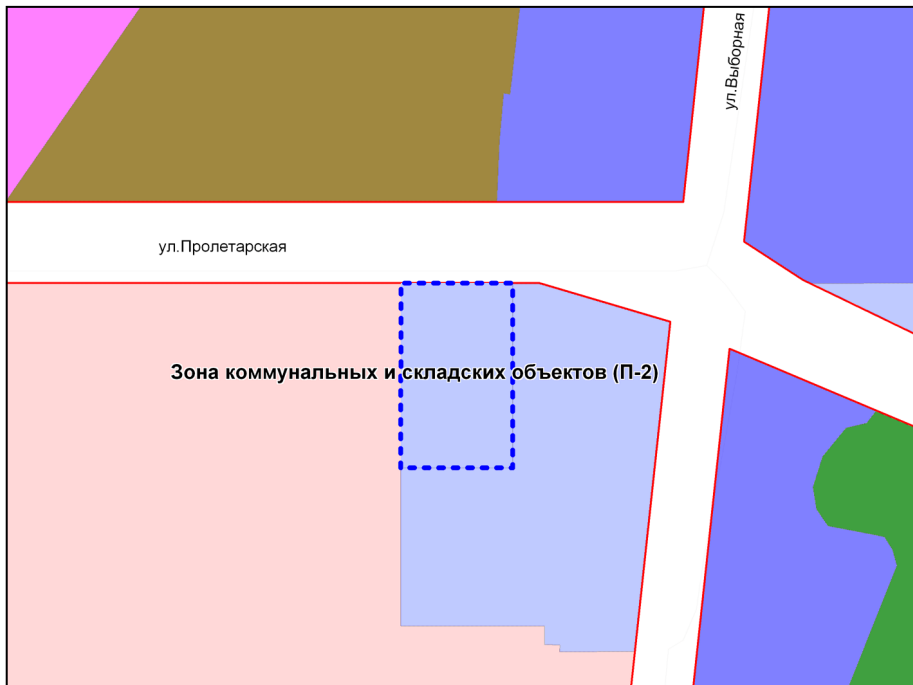 ул.Выборная
ул.Пролетарская
Зона коммунальных и складских объектов (П-2)